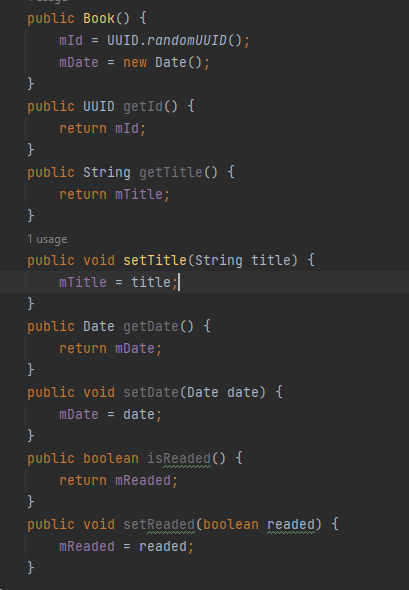 1 usage
public Book() {
    mId = UUID.randomUUID();
    mDate = new Date();
}
public UUID getId() {
    return mId;
}
public String getTitle() {
    return mTitle;
}
1 usage
public void setTitle(String title) {
    mTitle = title;
}
public Date getDate() {
    return mDate;
}
public void setDate(Date date) {
    mDate = date;
}
public boolean isReaded() {
    return mReaded;
}
public void setReaded(boolean readed) {
    mReaded = readed;
}